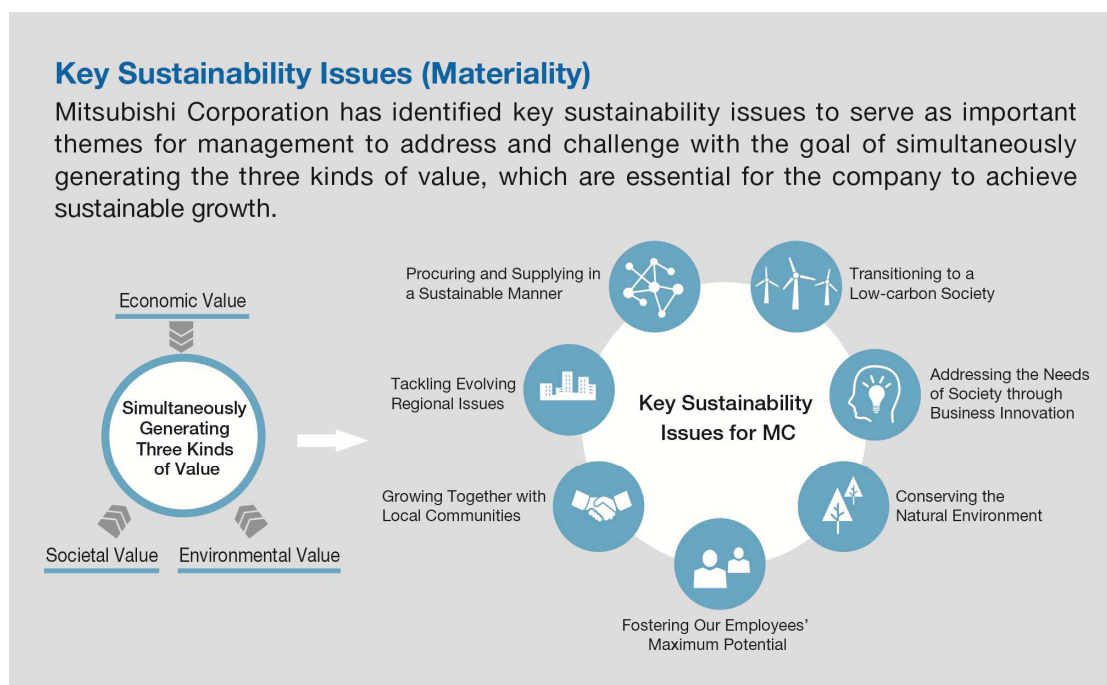 Key Sustainability Issues (Materiality)
Mitsubishi Corporation has identified key sustainability issues to serve as important
themes for management to address and challenge with the goal of simultaneously
generating the three kinds of value, which are essential for the company to achieve
sustainable growth.
Economic Value
Simultaneously
Generating
Three Kinds
of Value
Societal Value
Environmental Value
Key Sustainability
Issues for MC
Procuring and Supplying in
a Sustainable Manner
Transitioning to a
Low-carbon Society
Tackling Evolving
Regional Issues
Addressing the Needs
of Society through
Business Innovation
Growing Together with
Local Communities
Conserving the
Natural Environment
Fostering Our Employees’
Maximum Potential